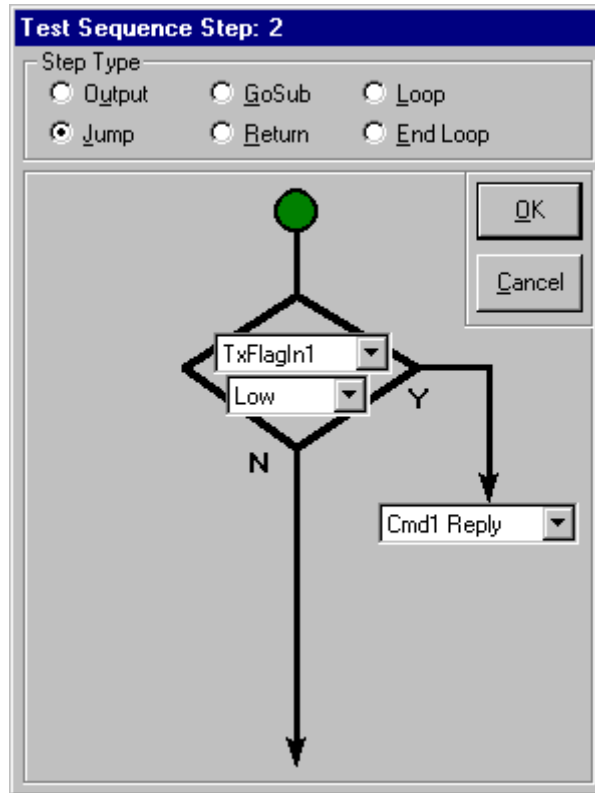 Test Sequence Step: 2
Step Type
Output GoSub Loop
Jump Return End Loop
OK
Cancel
TxFlagIn1
Low
Y
N
Cmd1 Reply